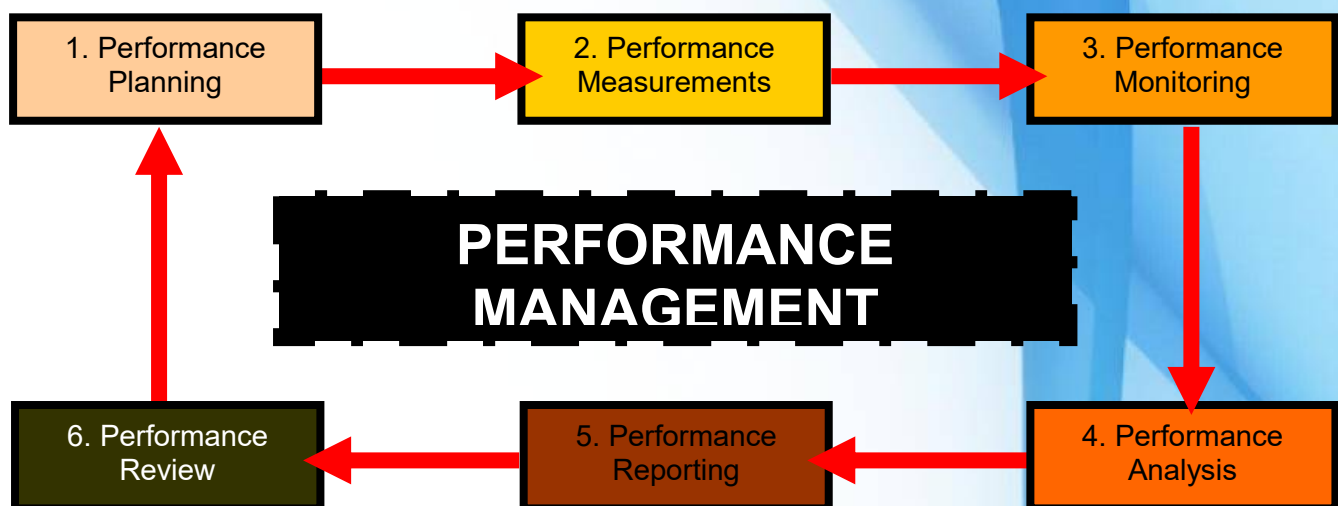 1. Performance
Planning
2. Performance
Measurements
3. Performance
Monitoring
PERFORMANCE
MANAGEMENT
6. Performance
Review
5. Performance
Reporting
4. Performance
Analysis